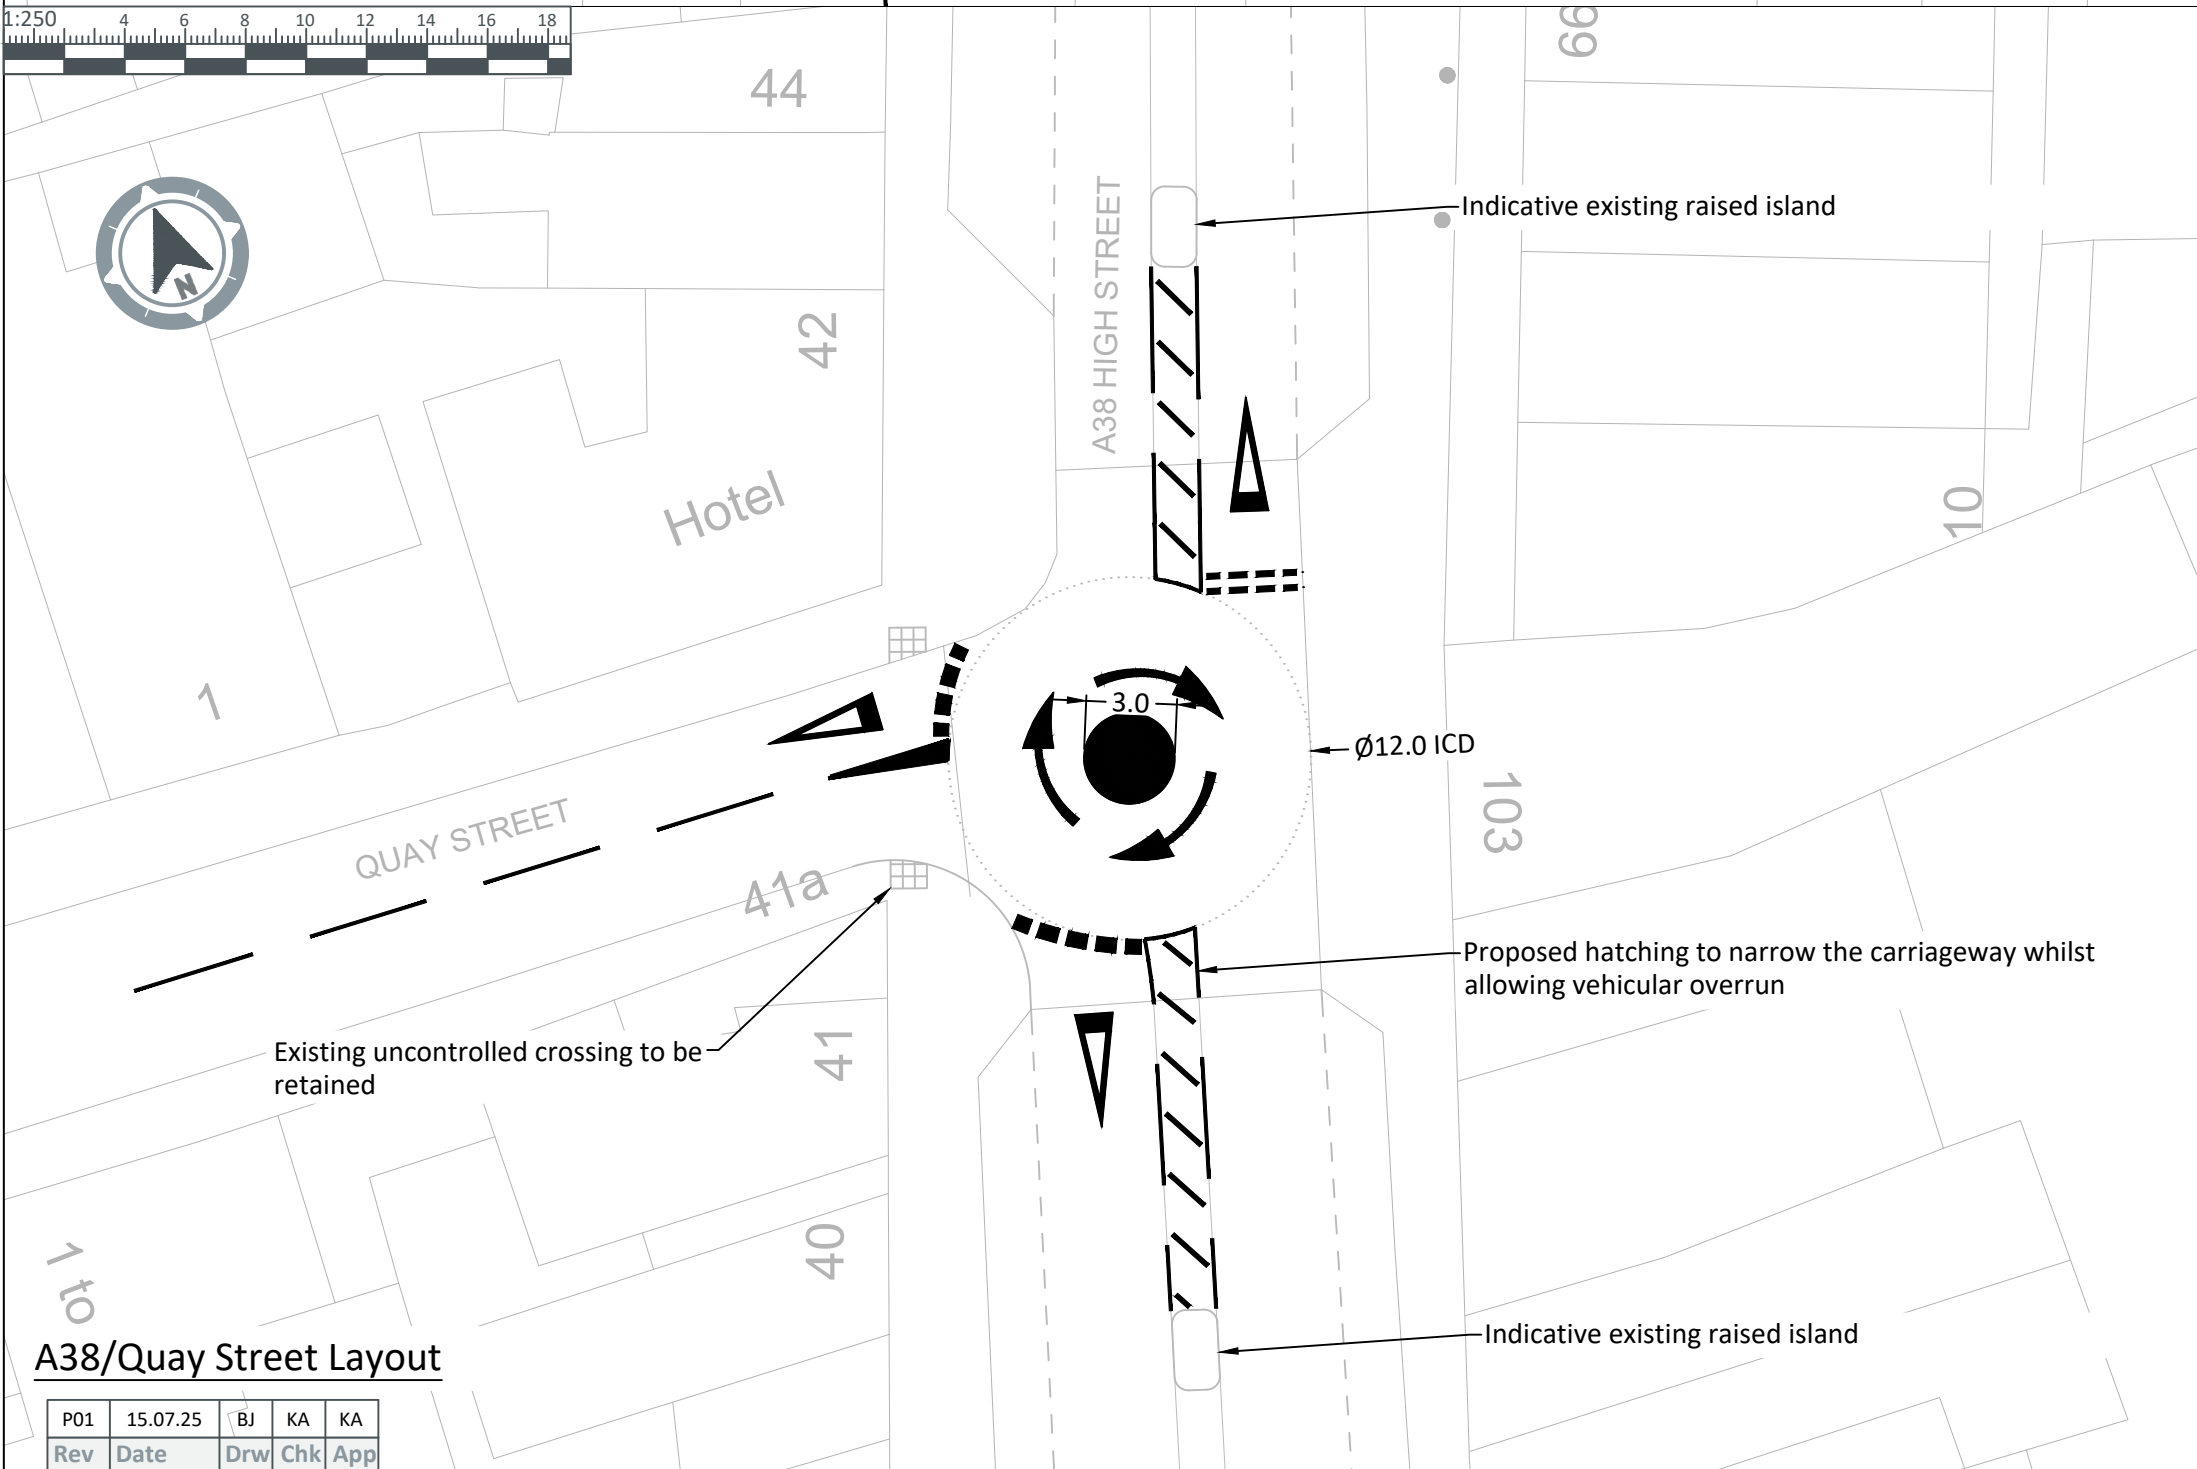 1:250
4 6 8 10 12 14 16 18
66
44
N
Indicative existing raised island
A38 HIGH STREET
42
Hotel
10
1
3.0
Ø12.0 ICD
103
QUAY STREET
41a
Proposed hatching to narrow the carriageway whilst
allowing vehicular overrun
Existing uncontrolled crossing to be
retained
41
40
1 to
Indicative existing raised island
A38/Quay Street Layout
P01 15.07.25 BJ KA KA
Rev Date Drw Chk App